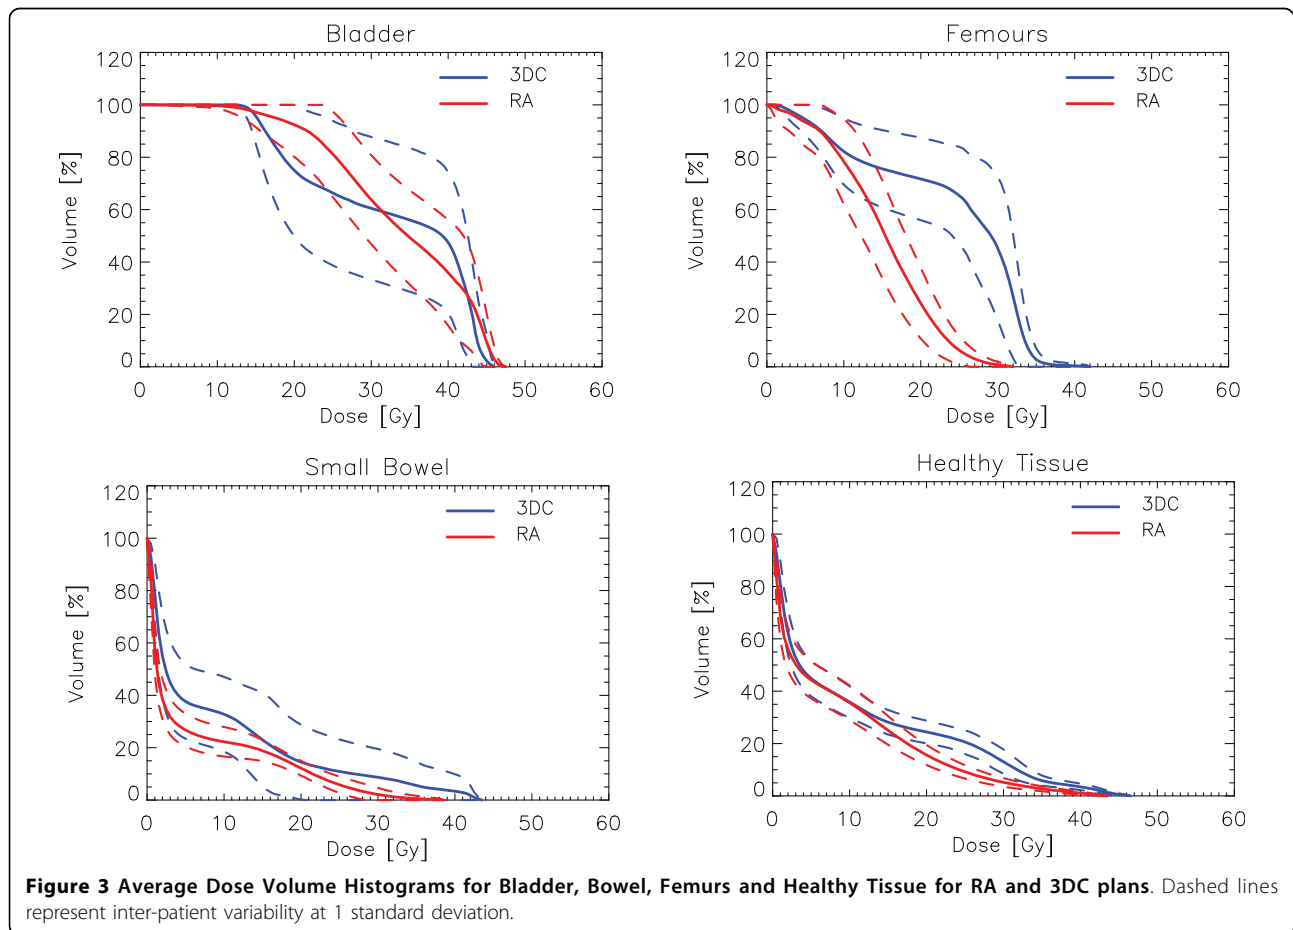 Bladder
120
100
80
60
40
20
0
Volume [%]
3DC
RA
0 10 20 30 40 50 60
Dose [Gy]
Femours
120
100
80
60
40
20
0
Volume [%]
3DC
RA
0 10 20 30 40 50 60
Dose [Gy]
Small Bowel
120
100
80
60
40
20
0
Volume [%]
3DC
RA
0 10 20 30 40 50 60
Dose [Gy]
Healthy Tissue
120
100
80
60
40
20
0
Volume [%]
3DC
RA
0 10 20 30 40 50 60
Dose [Gy]
Figure 3 Average Dose Volume Histograms for Bladder, Bowel, Femurs and Healthy Tissue for RA and 3DC plans. Dashed lines
represent inter-patient variability at 1 standard deviation.